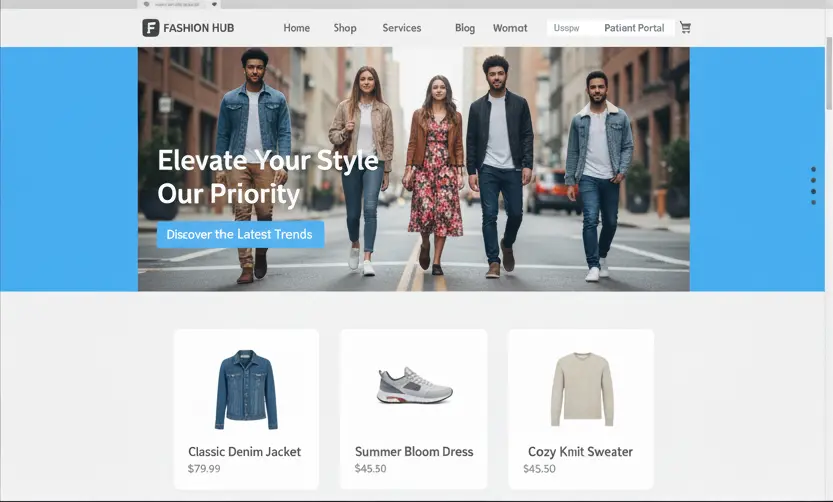 F FASHION HUB Home Shop Services Blog Womat Usspw Patiant Portal
Elevate Your Style
Our Priority
Discover the Latest Trends
Classic Denim Jacket
$79.99
Summer Bloom Dress
$45.50
Cozy Knit Sweater
$45.50